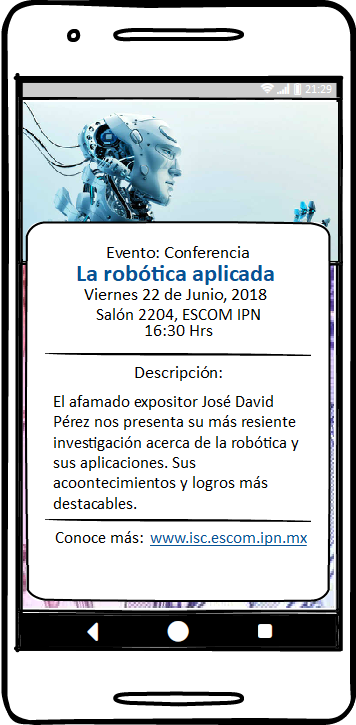 21:29
Evento: Conferencia
La robótica aplicada
Viernes 22 de Junio, 2018
Salón 2204, ESCOM IPN
16:30 Hrs
Descripción:
El afamado expositor José David
Pérez nos presenta su más resiente
investigación acerca de la robótica y
sus aplicaciones. Sus
acoontecimientos y logros más
destacables.
Conoce más: www.isc.escom.ipn.mx